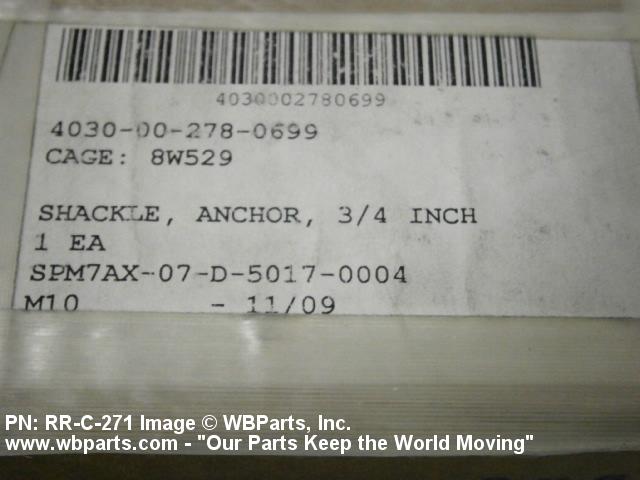 4030002780699
4030-00-278-0699
CAGE: 8W529
SHACKLE, ANCHOR, 3/4 INCH
1 EA
SPM7AX-07-D-5017-0004
M10 - 11/09
PN: RR-C-271 Image © WBParts, Inc.
www.wbparts.com - "Our Parts Keep the World Moving"